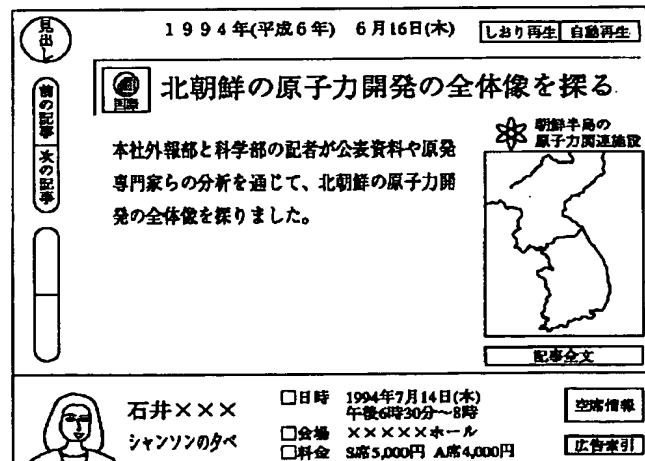 見出し
1994年(平成6年) 6月16日(木)
しおり再生
自動再生
前の記事
次の記事
国際
北朝鮮の原子力開発の全体像を探る
本社外報部と科学部の記者が公表資料や原発
専門家らの分析を通じて、北朝鮮の原子力開
発の全体像を探りました。
朝鮮半島の
原子力関連施設
記事全文
石井×××
シャンソンの夕べ
□日時 1994年7月14日(木)
午後6時30分〜8時
□会場 ×××××ホール
□料金 S席5,000円 A席4,000円
空席情報
広告索引